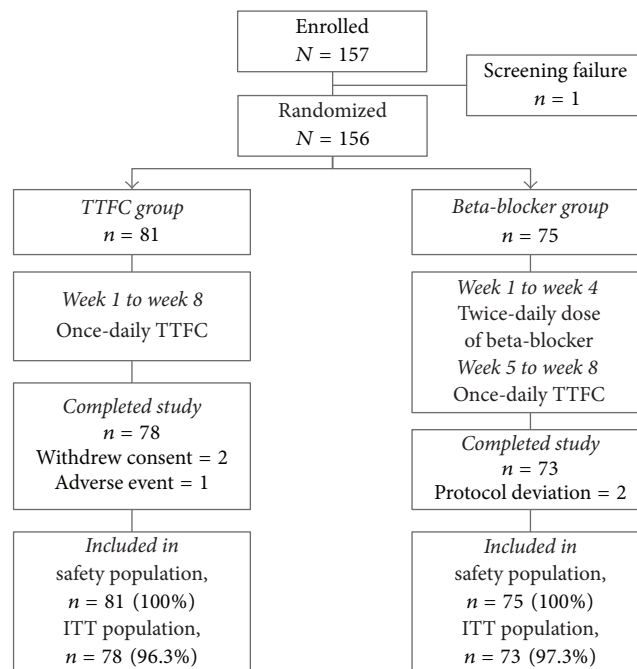 Enrolled
N = 157
Screening failure
n = 1
Randomized
N = 156
TTFC group
n = 81
Beta-blocker group
n = 75
Week 1 to week 8
Once-daily TTFC
Week 1 to week 4
Twice-daily dose
of beta-blocker
Week 5 to week 8
Once-daily TTFC
Completed study
n = 78
Withdrew consent = 2
Adverse event = 1
Completed study
n = 73
Protocol deviation = 2
Included in
safety population,
n = 81 (100%)
ITT population,
n = 78 (96.3%)
Included in
safety population,
n = 75 (100%)
ITT population,
n = 73 (97.3%)